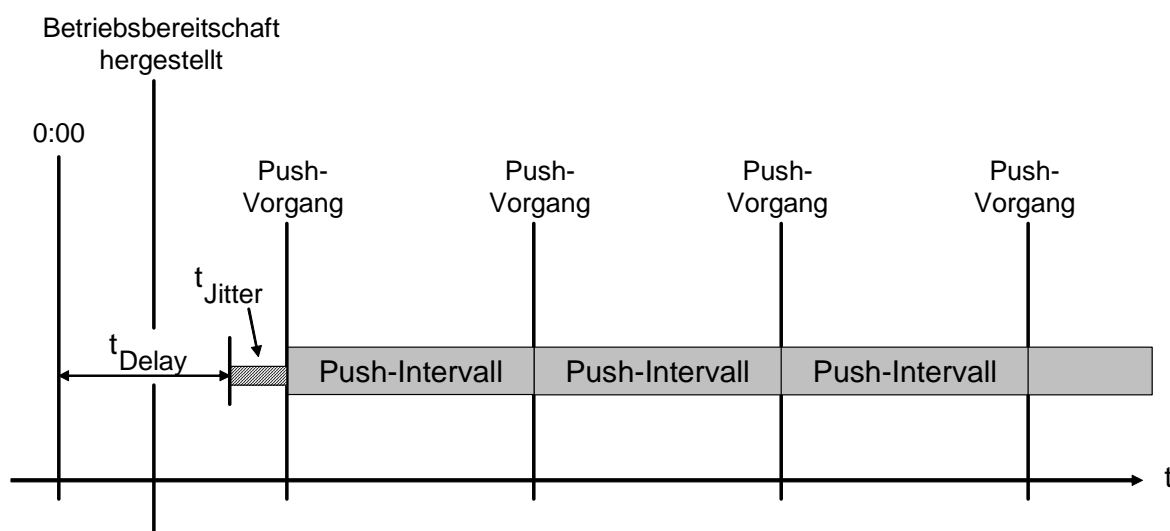 Betriebsbereitschaft
hergestellt
0:00
Push-
Vorgang
Push-
Vorgang
Push-
Vorgang
Push-
Vorgang
t Jitter
t Delay
Push-Intervall
Push-Intervall
Push-Intervall
t